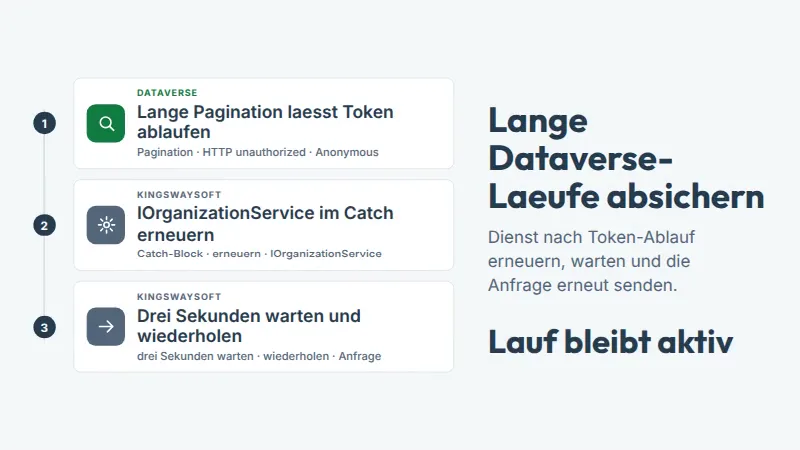 1
DATAVERSE
Lange Pagination laesst Token
ablaufen
Pagination · HTTP unauthorized · Anonymous
2
KINGSWAYSOFT
IOrganizationService im Catch
erneuern
Catch-Block · erneuern · IOrganizationService
3
KINGSWAYSOFT
Drei Sekunden warten und
wiederholen
drei Sekunden warten · wiederholen · Anfrage
Lange
Dataverse-
Laeufe absichern
Dienst nach Token-Ablauf
erneuern, warten und die
Anfrage erneut senden.
Lauf bleibt aktiv